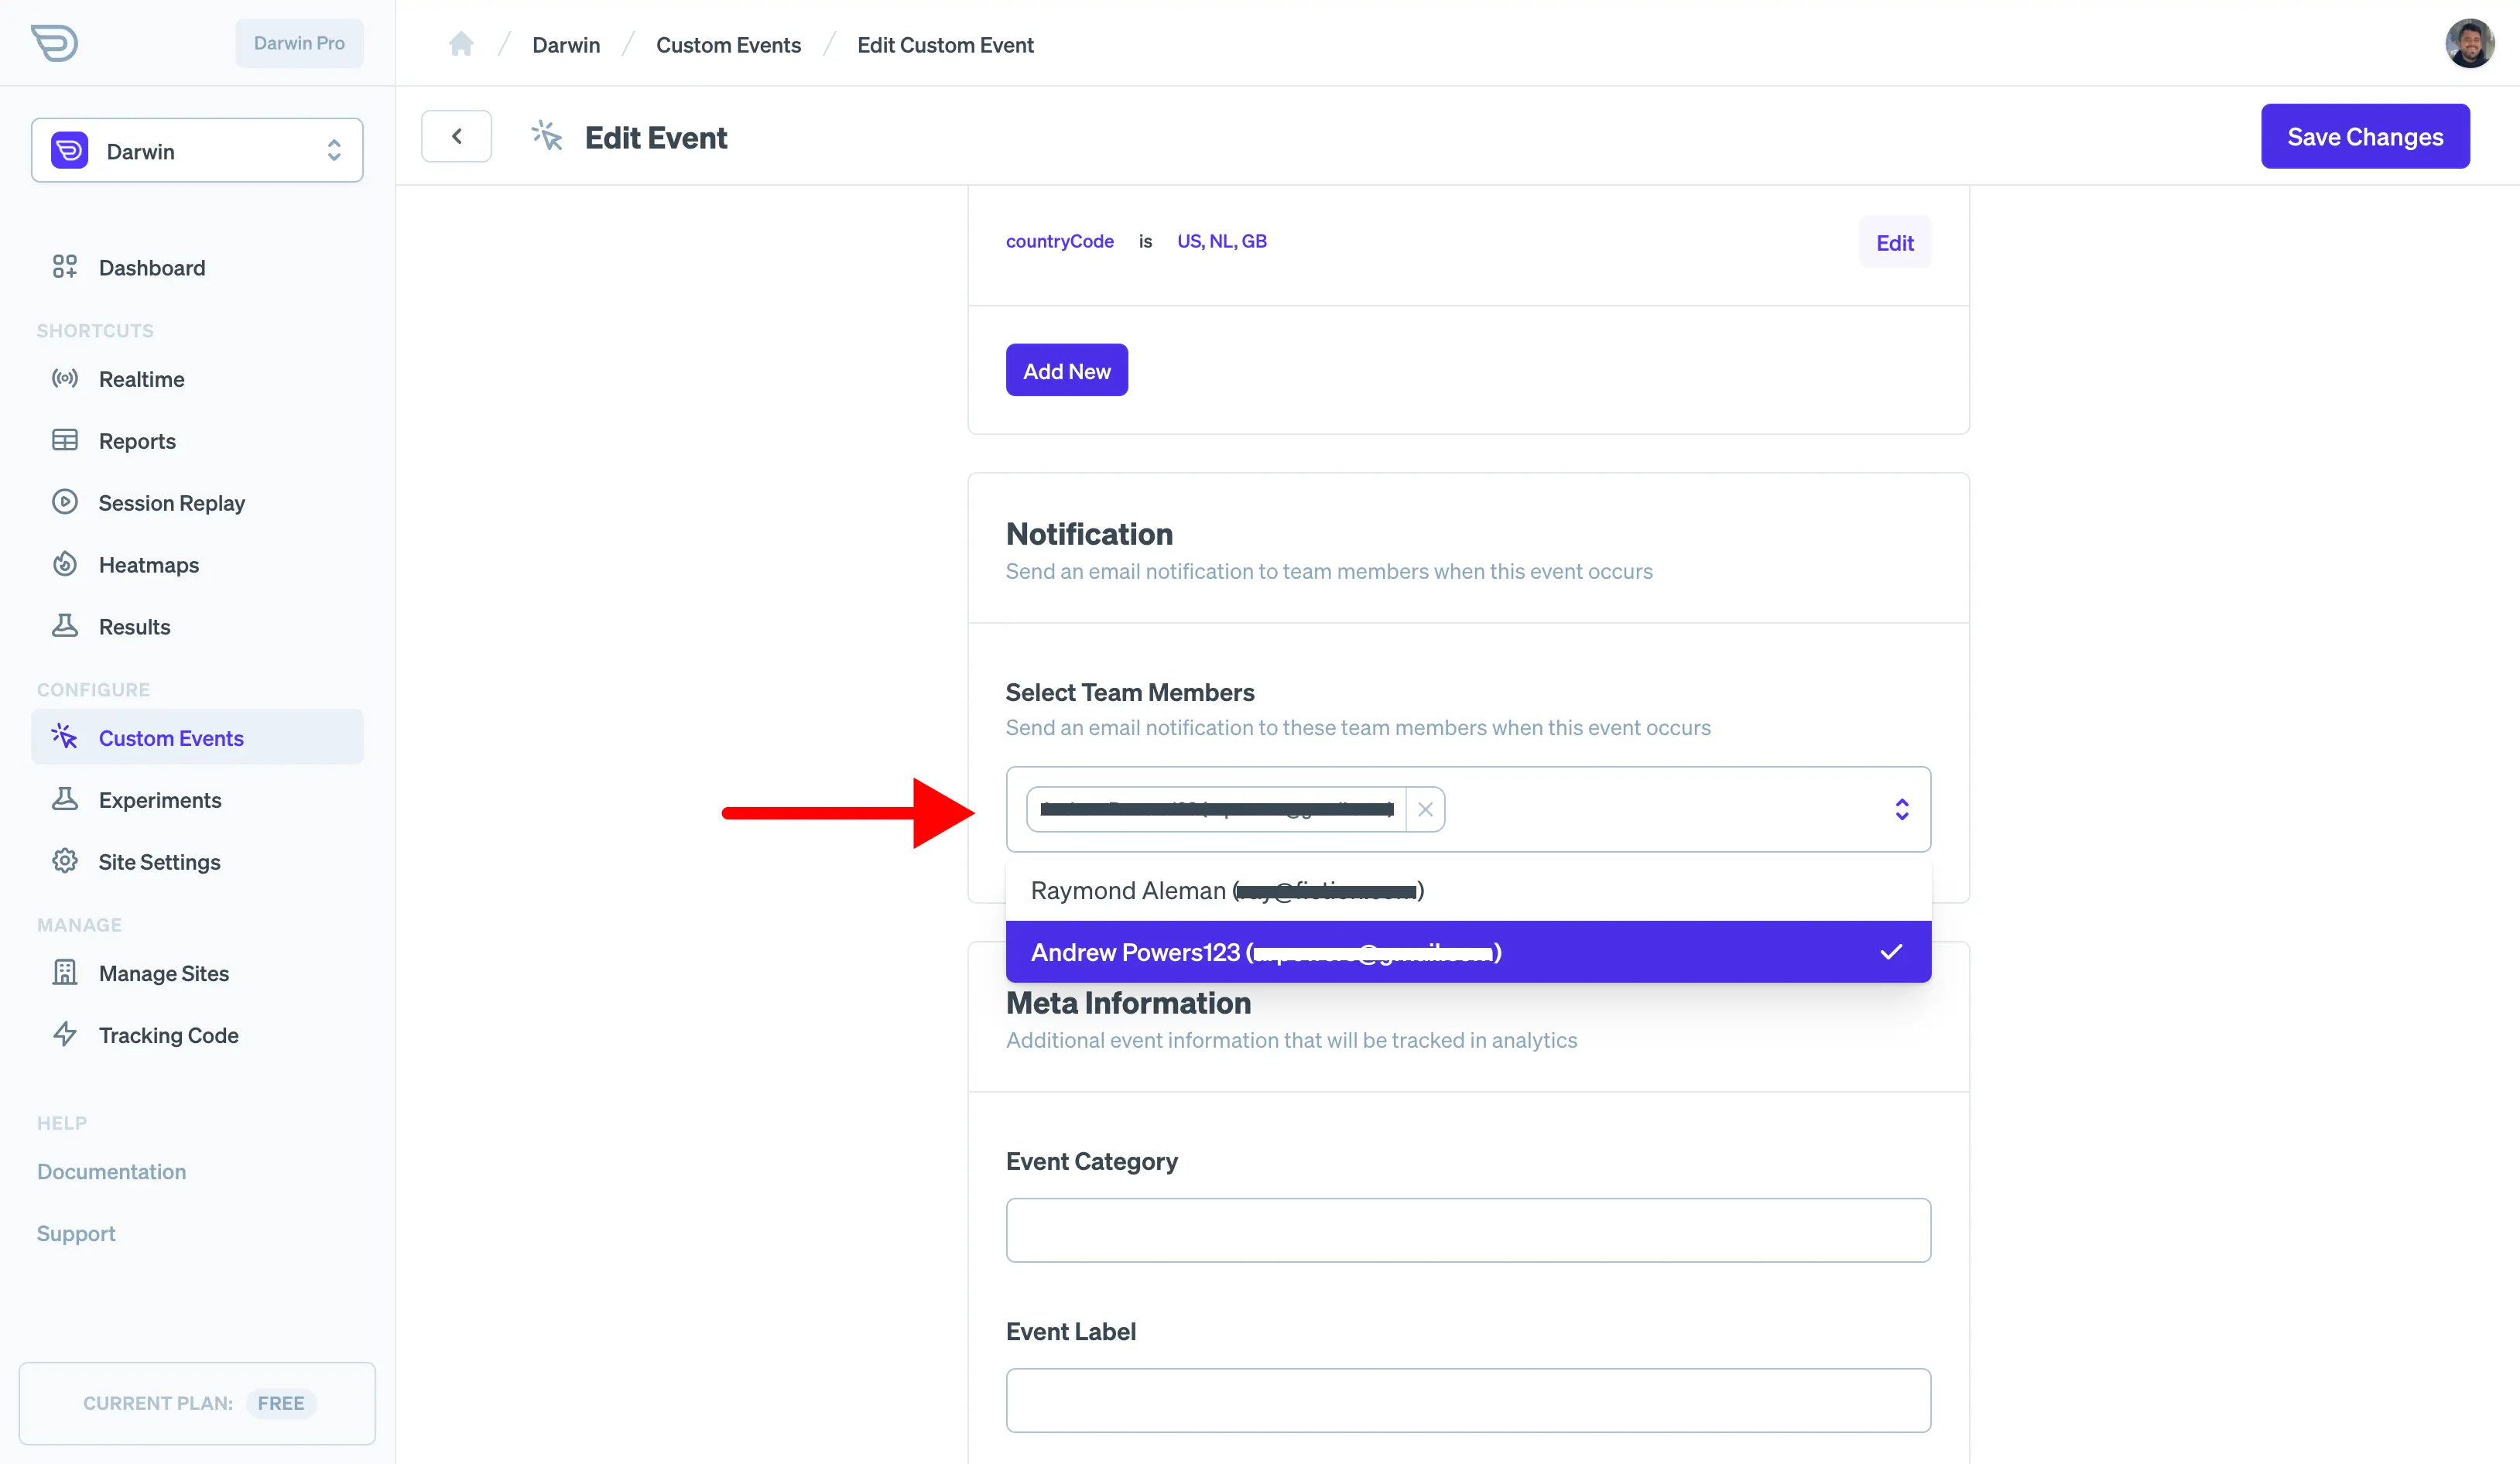 Darwin Pro
Darwin
Dashboard
SHORTCUTS
Realtime
Reports
Session Replay
Heatmaps
Results
CONFIGURE
Custom Events
Experiments
Site Settings
MANAGE
Manage Sites
Tracking Code
HELP
Documentation
Support
CURRENT PLAN: FREE
/ Darwin / Custom Events / Edit Custom Event
Edit Event
Save Changes
countryCode is US, NL, GB
Edit
Add New
Notification
Send an email notification to team members when this event occurs
Select Team Members
Send an email notification to these team members when this event occurs
Raymond Aleman (
Andrew Powers123 (
Meta Information
Additional event information that will be tracked in analytics
Event Category
Event Label